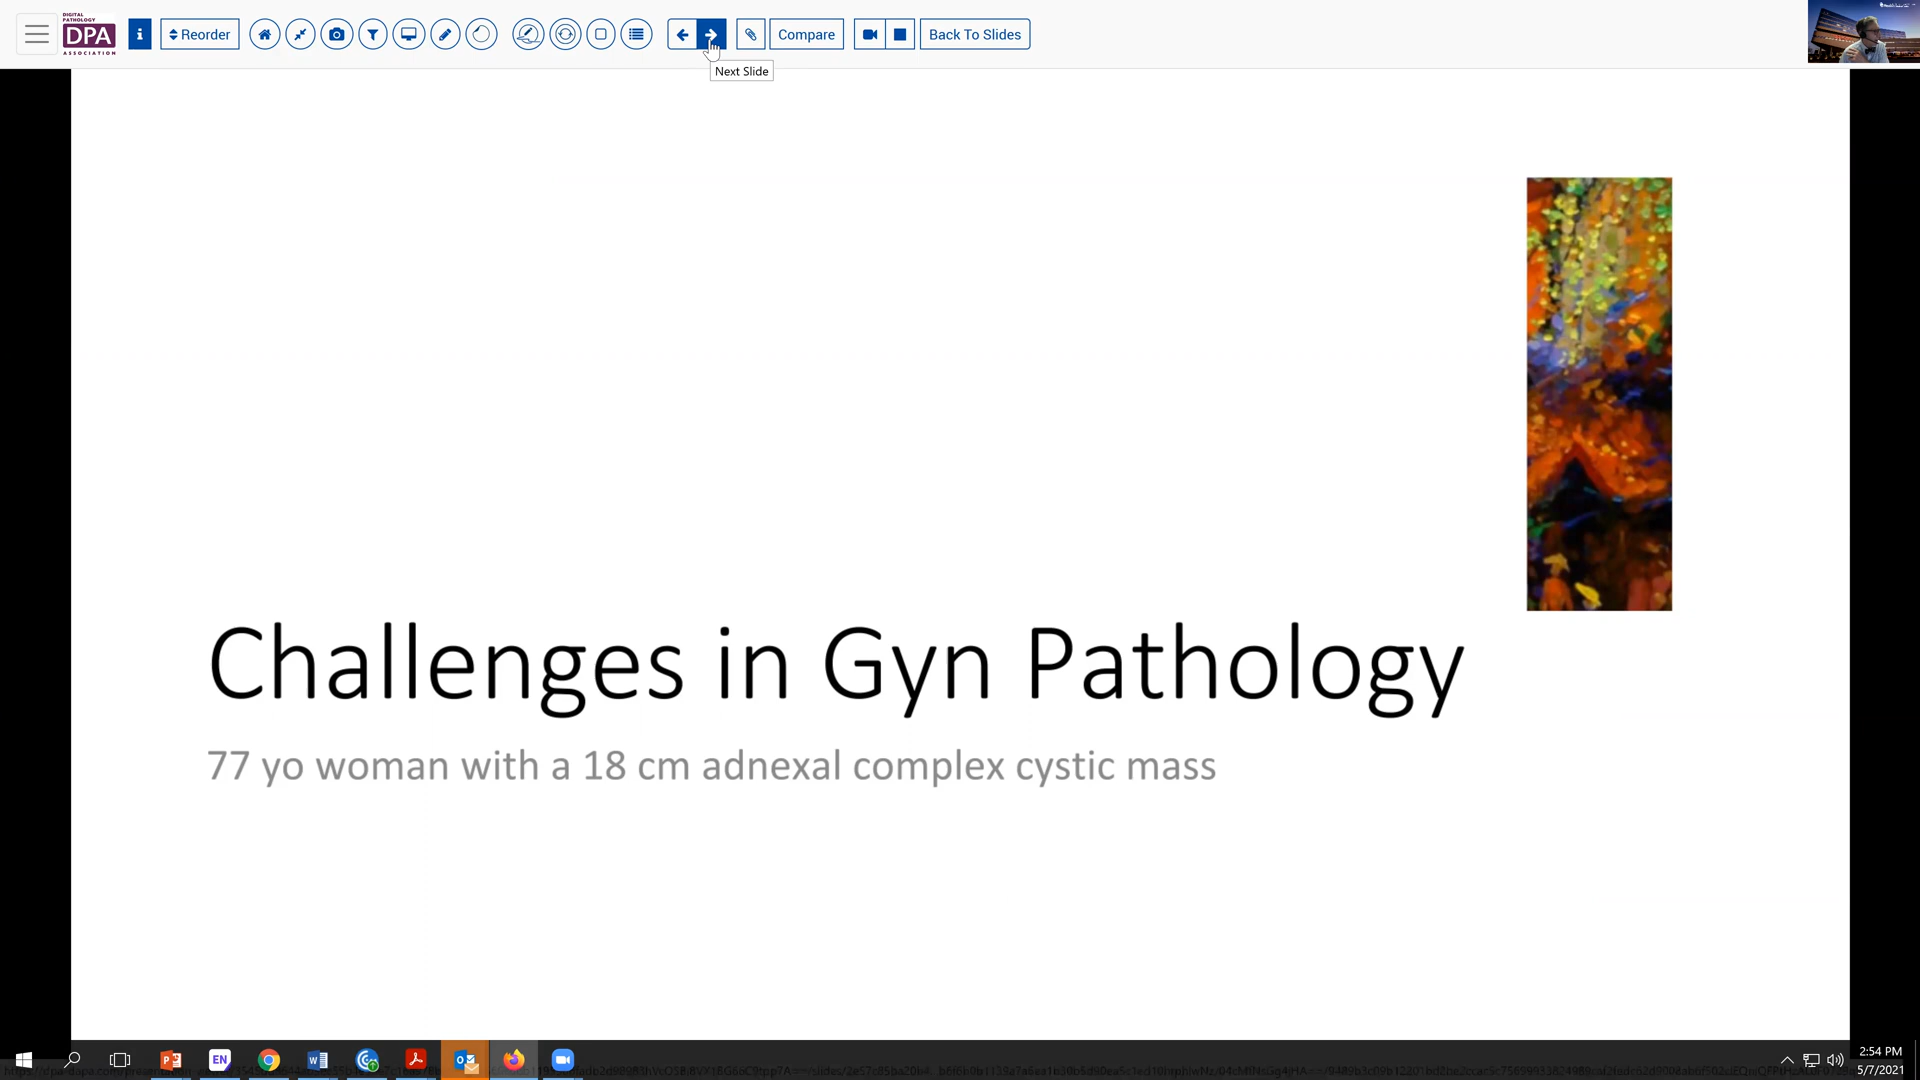 DIGITAL
PATHOLOGY
DPA
ASSOCIATION
i
Reorder
Compare
Back To Slides
Next Slide
Challenges in Gyn Pathology
77 yo woman with a 18 cm adnexal complex cystic mass
EN
2:54 PM
5/7/2021